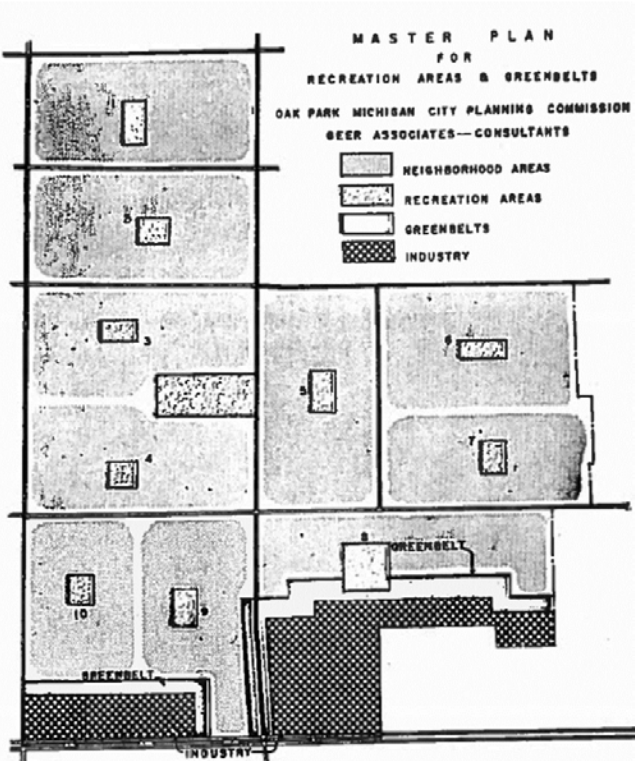 MASTER PLAN
FOR
RECREATION AREAS & GREENBELTS
OAK PARK MICHIGAN CITY PLANNING COMMISSION
GEER ASSOCIATES—CONSULTANTS
NEIGHBORHOOD AREAS
RECREATION AREAS
GREENBELTS
INDUSTRY
3
6
5
4
7
8
GREENBELT
10
9
GREENBELT
INDUSTRY